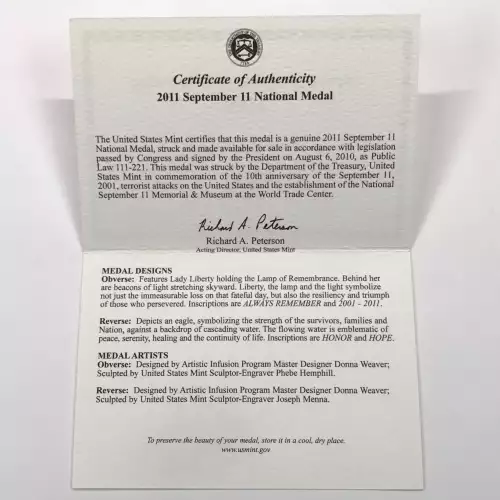 Certificate of Authenticity
2011 September 11 National Medal
The United States Mint certifies that this medal is a genuine 2011 September 11
National Medal, struck and made available for sale in accordance with legislation
passed by Congress and signed by the President on August 6, 2010, as Public
Law 111-221. This medal was struck by the Department of the Treasury, United
States Mint in commemoration of the 10th anniversary of the September 11,
2001, terrorist attacks on the United States and the establishment of the National
September 11 Memorial & Museum at the World Trade Center.
Richard A. Peterson
Richard A. Peterson
Acting Director, United States Mint
MEDAL DESIGNS
Obverse: Features Lady Liberty holding the Lamp of Remembrance. Behind her
are beacons of light stretching skyward. Liberty, the lamp and the light symbolize
not just the immeasurable loss on that fateful day, but also the resiliency and triumph
of those who persevered. Inscriptions are ALWAYS REMEMBER and 2001 - 2011.
Reverse: Depicts an eagle, symbolizing the strength of the survivors, families and
Nation, against a backdrop of cascading water. The flowing water is emblematic of
peace, serenity, healing and the continuity of life. Inscriptions are HONOR and HOPE.
MEDAL ARTISTS
Obverse: Designed by Artistic Infusion Program Master Designer Donna Weaver;
Sculpted by United States Mint Sculptor-Engraver Phebe Hemphill.
Reverse: Designed by Artistic Infusion Program Master Designer Donna Weaver;
Sculpted by United States Mint Sculptor-Engraver Joseph Menna.
To preserve the beauty of your medal, store it in a cool, dry place.
www.usmint.gov